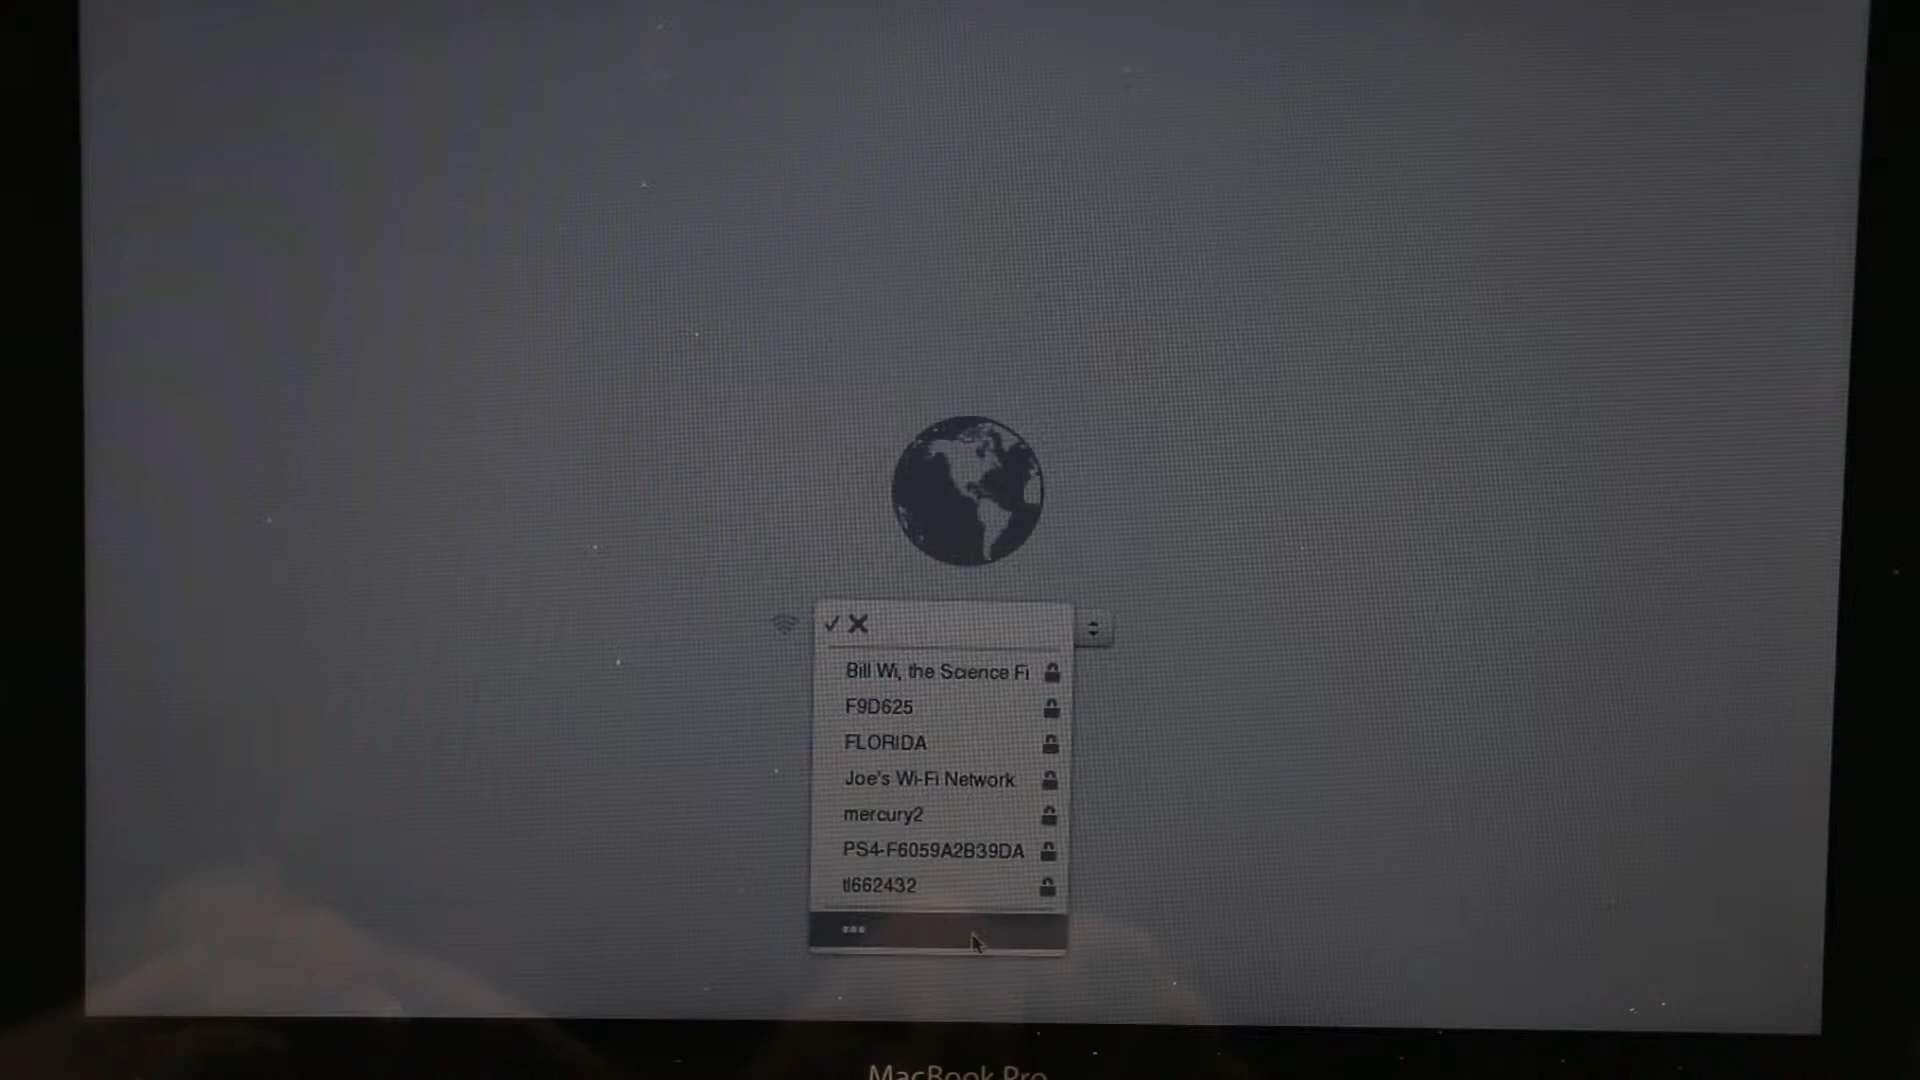 Bill Wi, the Science Fi
F9D625
FLORIDA
Joe's Wi-Fi Network
mercury2
PS4-F6059A2B39DA
tl662432
•••
MacBook Pro